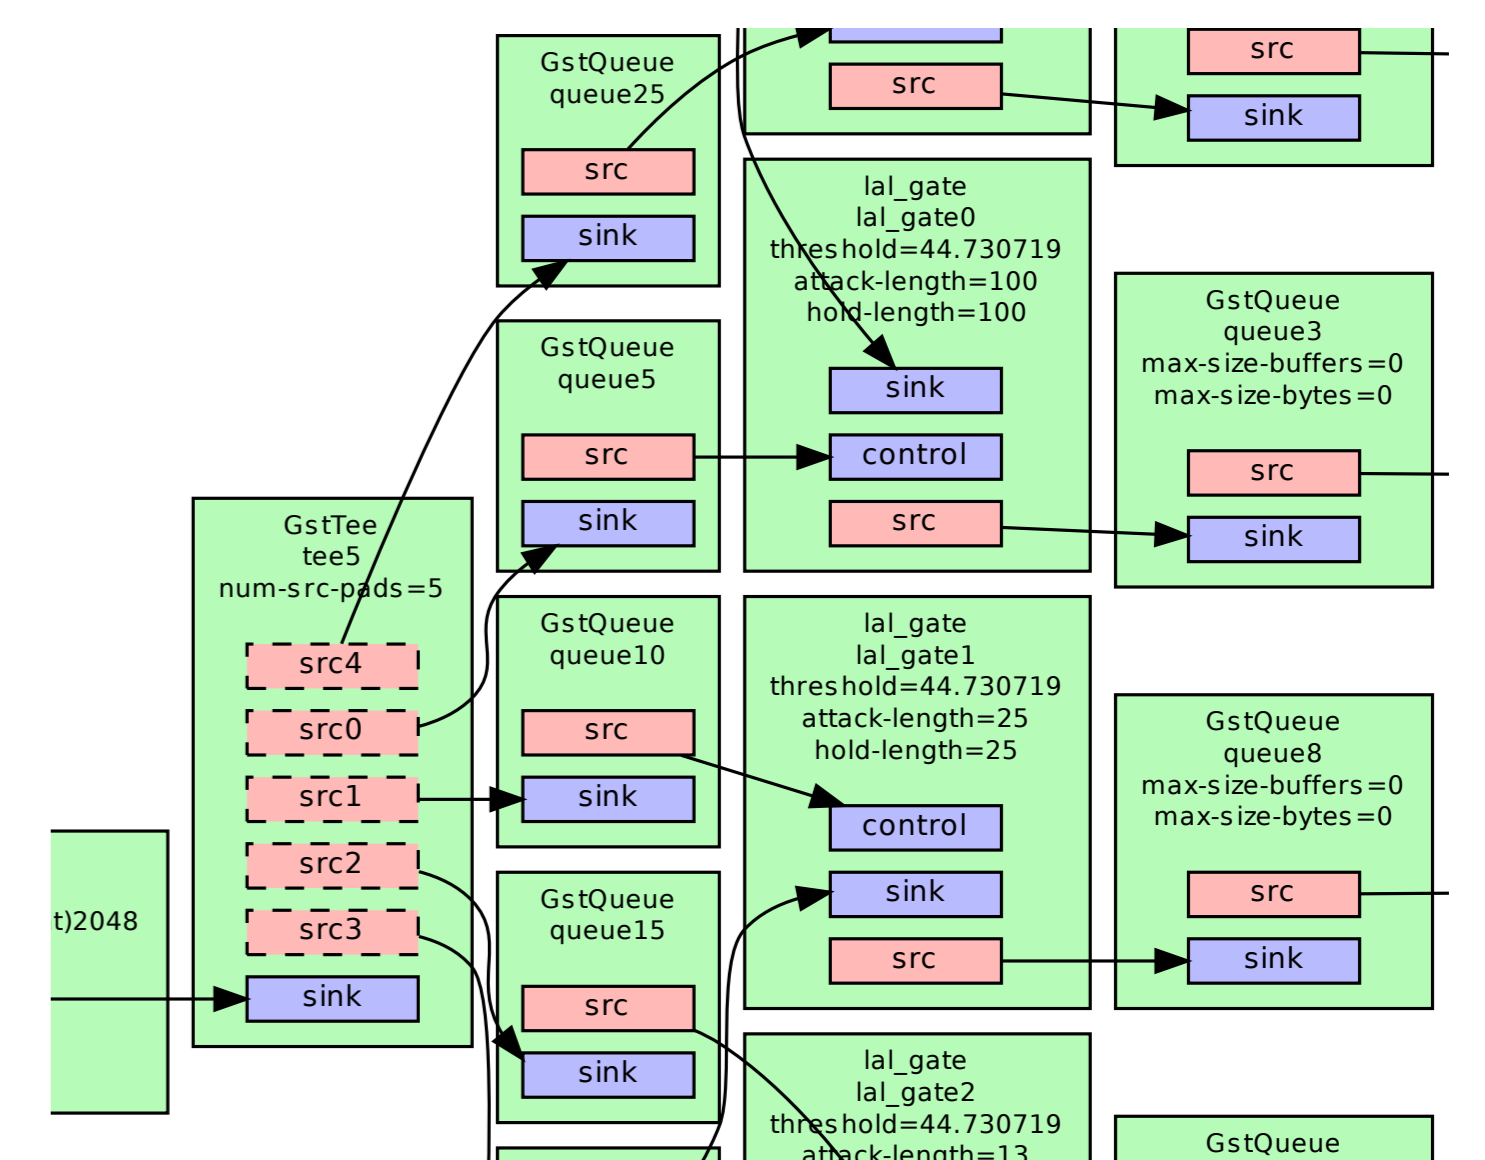 GstQueue
queue25
src
sink
src
src
sink
lal_gate
lal_gate0
threshold=44.730719
attack-length=100
hold-length=100
sink
control
src
GstQueue
queue3
max-size-buffers=0
max-size-bytes=0
src
sink
GstQueue
queue5
src
sink
GstTee
tee5
num-src-pads=5
src4
src0
src1
src2
src3
sink
t)2048
GstQueue
queue10
src
sink
lal_gate
lal_gate1
threshold=44.730719
attack-length=25
hold-length=25
control
sink
src
GstQueue
queue8
max-size-buffers=0
max-size-bytes=0
src
sink
GstQueue
queue15
src
sink
lal_gate
lal_gate2
threshold=44.730719
attack-length=13
GstQueue